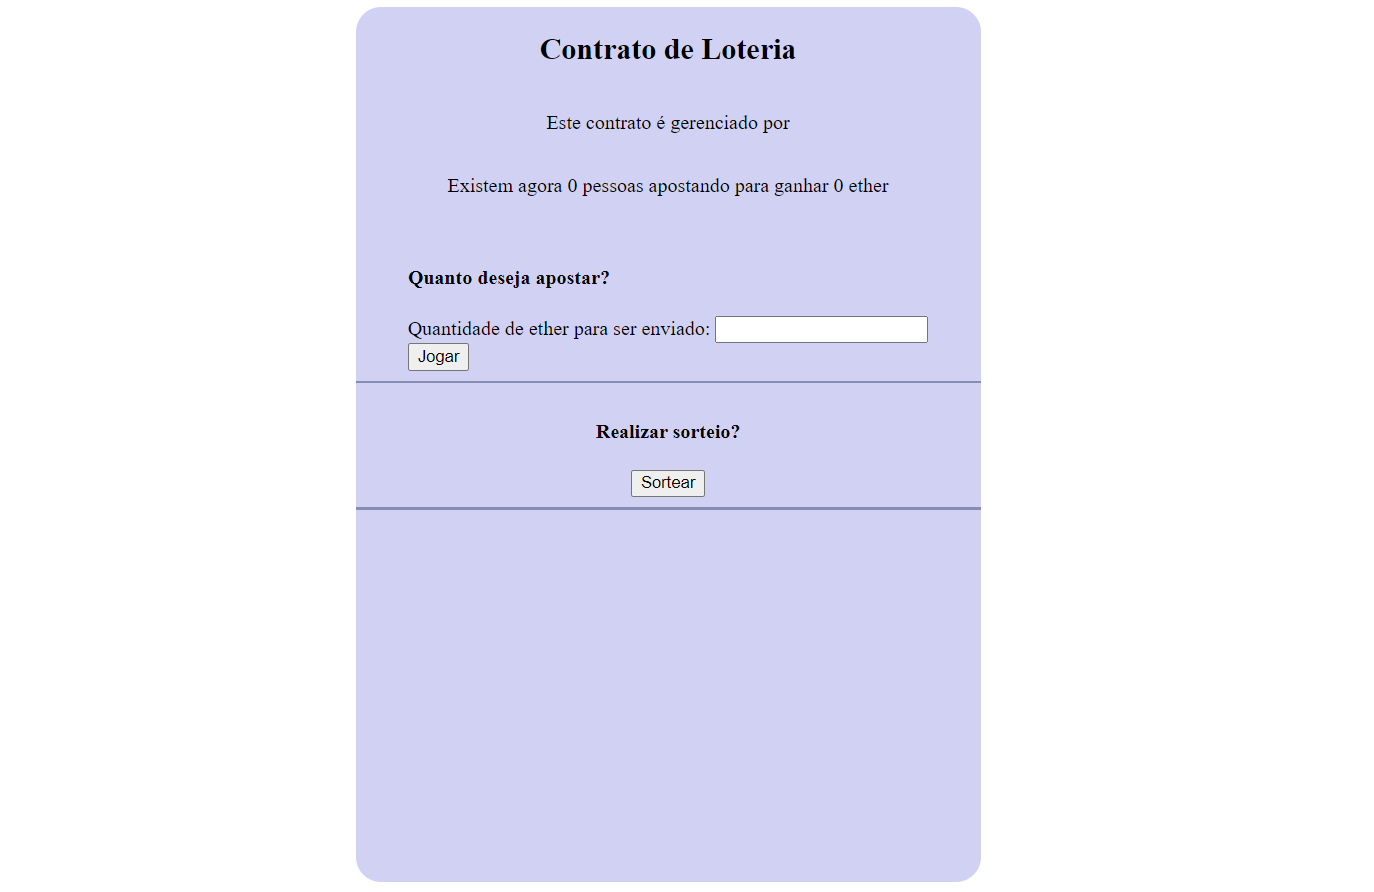 Contrato de Loteria
Este contrato é gerenciado por
Existem agora 0 pessoas apostando para ganhar 0 ether
Quanto deseja apostar?
Quantidade de ether para ser enviado:
Jogar
Realizar sorteio?
Sortear